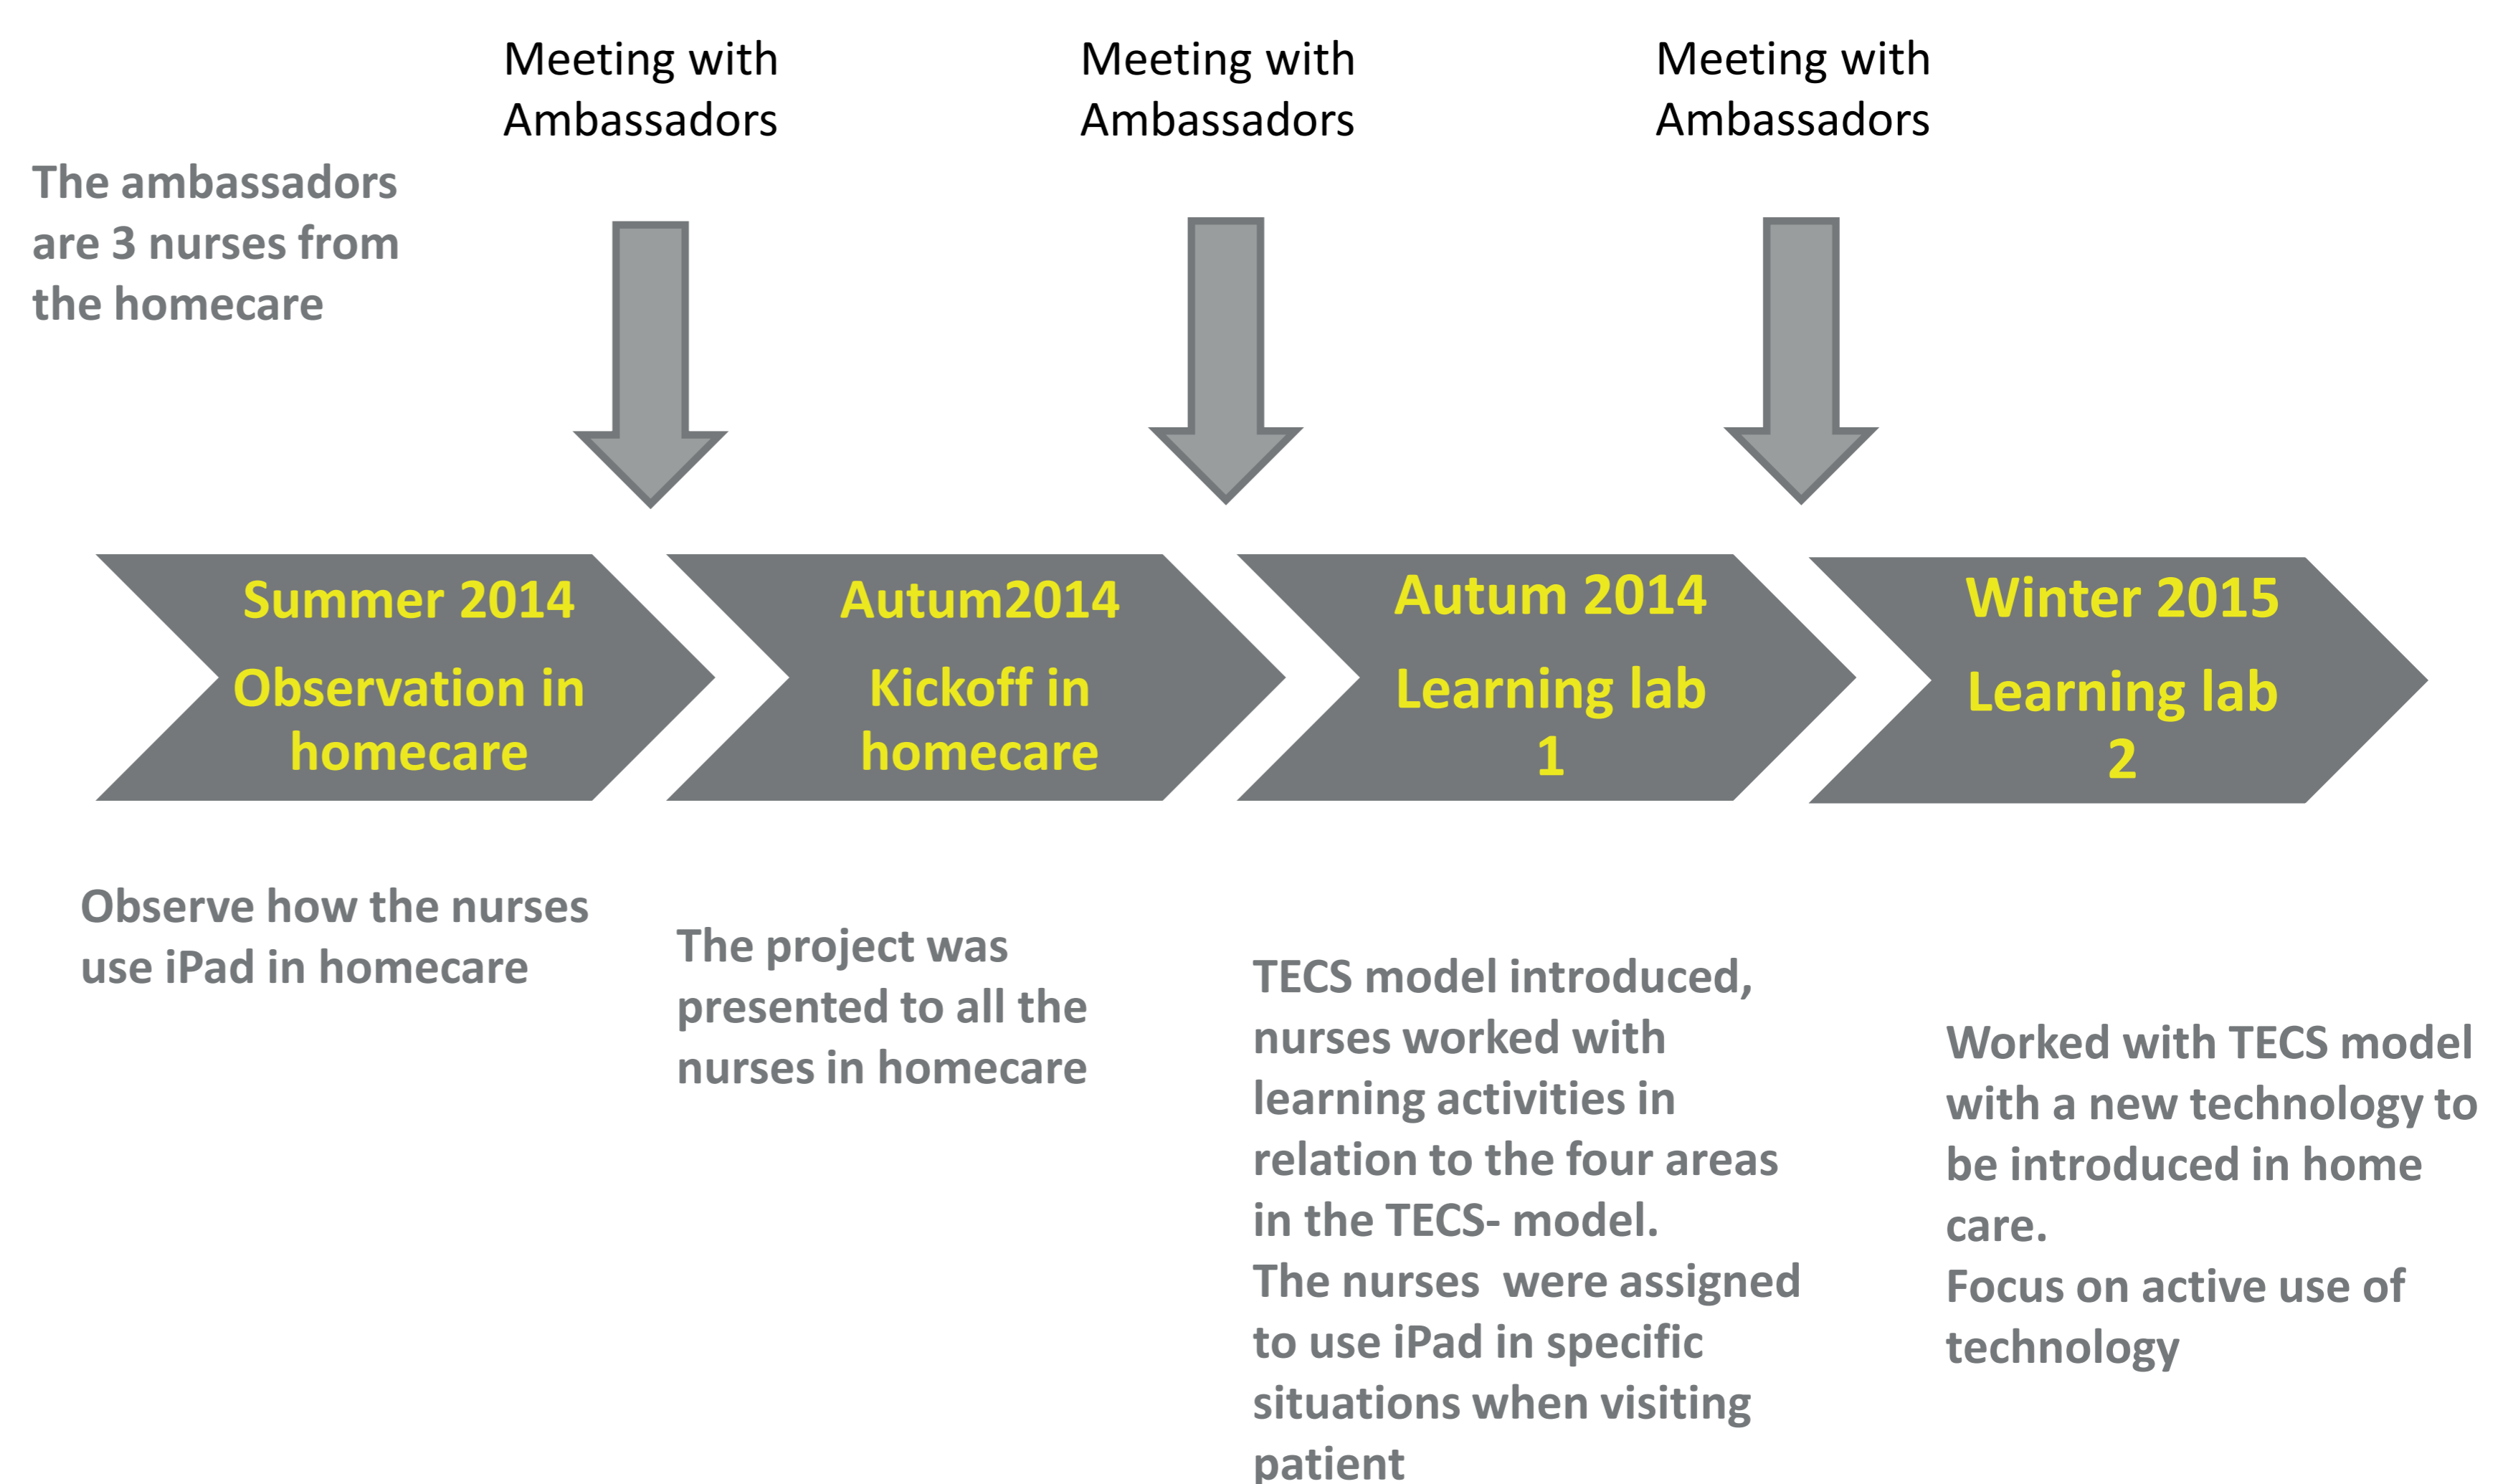 Meeting with
Ambassadors
Meeting with
Ambassadors
Meeting with
Ambassadors
The ambassadors
are 3 nurses from
the homecare
Summer 2014
Observation in
homecare
Autum2014
Kickoff in
homecare
Autum 2014
Learning lab
1
Winter 2015
Learning lab
2
Observe how the nurses
use iPad in homecare
The project was
presented to all the
nurses in homecare
TECS model introduced,
nurses worked with
learning activities in
relation to the four areas
in the TECS- model.
The nurses  were assigned
to use iPad in specific
situations when visiting
patient
Worked with TECS model
with a new technology to
be introduced in home
care.
Focus on active use of
technology